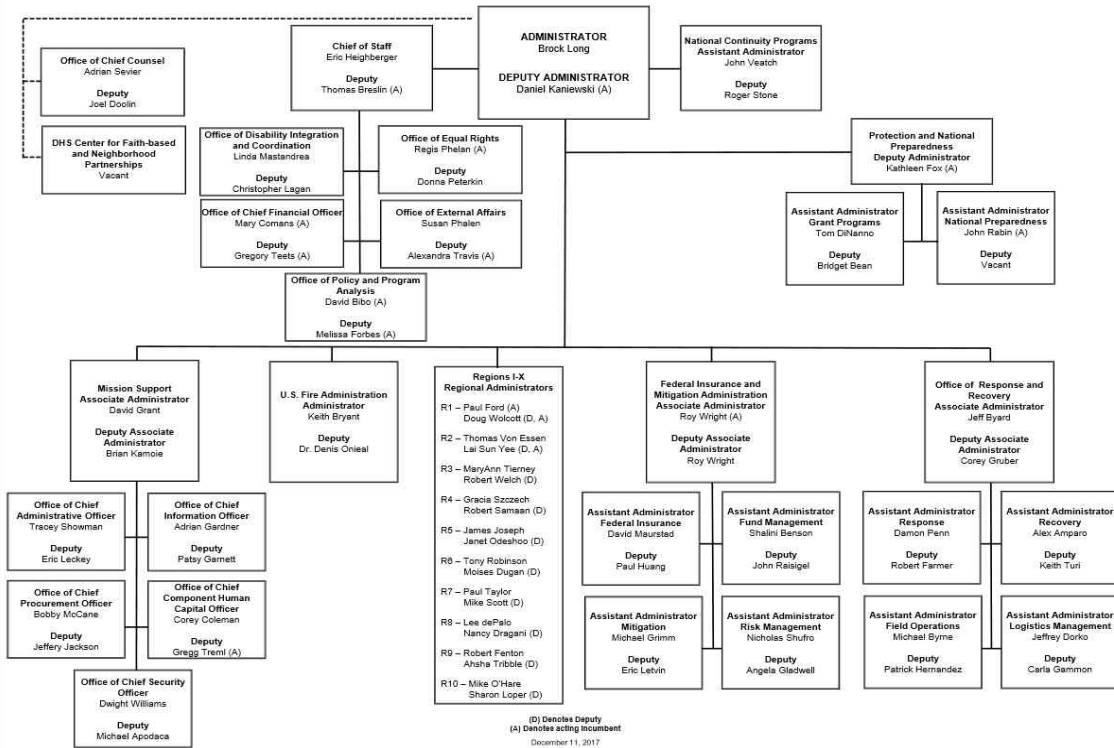 ADMINISTRATOR
Brock Long
DEPUTY ADMINISTRATOR
Daniel Kaniewski (A)
Chief of Staff
Eric Heighberger
Deputy
Thomas Breslin (A)
National Continuity Programs
Assistant Administrator
John Veatch
Deputy
Roger Stone
Office of Chief Counsel
Adrian Sevier
Deputy
Joel Doolin
DHS Center for Faith-based
and Neighborhood
Partnerships
Vacant
Office of Disability Integration
and Coordination
Linda Mastandrea
Deputy
Christopher Lagan
Office of Equal Rights
Regis Phelan (A)
Deputy
Donna Peterkin
Office of Chief Financial Officer
Mary Comans (A)
Deputy
Gregory Teets (A)
Office of External Affairs
Susan Phalen
Deputy
Alexandra Travis (A)
Office of Policy and Program
Analysis
David Bibo (A)
Deputy
Melissa Forbes (A)
Protection and National
Preparedness
Deputy Administrator
Kathleen Fox (A)
Assistant Administrator
Grant Programs
Tom DiNanno
Deputy
Bridget Bean
Assistant Administrator
National Preparedness
John Rabin (A)
Deputy
Vacant
Mission Support
Associate Administrator
David Grant
Deputy Associate
Administrator
Brian Kamoie
U.S. Fire Administration
Administrator
Keith Bryant
Deputy
Dr. Denis Onieal
Regions I-X
Regional Administrators
R1 – Paul Ford (A)
Doug Wolcott (D, A)
R2 – Thomas Von Essen
Lai Sun Yee (D, A)
R3 – MaryAnn Tierney
Robert Welch (D)
R4 – Gracia Szczech
Robert Samaan (D)
R5 – James Joseph
Janet Odeshoo (D)
R6 – Tony Robinson
Moises Dugan (D)
R7 – Paul Taylor
Mike Scott (D)
R8 – Lee dePalo
Nancy Dragani (D)
R9 – Robert Fenton
Ahsha Tribble (D)
R10 – Mike O'Hare
Sharon Loper (D)
Federal Insurance and
Mitigation Administration
Associate Administrator
Roy Wright (A)
Deputy Associate
Administrator
Roy Wright
Office of Response and
Recovery
Associate Administrator
Jeff Byard
Deputy Associate
Administrator
Corey Gruber
Office of Chief
Administrative Officer
Tracey Showman
Deputy
Eric Leckey
Office of Chief
Information Officer
Adrian Gardner
Deputy
Patsy Garnett
Office of Chief
Procurement Officer
Bobby McCane
Deputy
Jeffery Jackson
Office of Chief
Component Human
Capital Officer
Corey Coleman
Deputy
Gregg Treml (A)
Office of Chief Security
Officer
Dwight Williams
Deputy
Michael Apodaca
Assistant Administrator
Federal Insurance
David Maurstad
Deputy
Paul Huang
Assistant Administrator
Fund Management
Shalini Benson
Deputy
John Raisigel
Assistant Administrator
Mitigation
Michael Grimm
Deputy
Eric Letvin
Assistant Administrator
Risk Management
Nicholas Shufro
Deputy
Angela Gladwell
Assistant Administrator
Response
Damon Penn
Deputy
Robert Farmer
Assistant Administrator
Recovery
Alex Amparo
Deputy
Keith Turi
Assistant Administrator
Field Operations
Michael Byrne
Deputy
Patrick Hernandez
Assistant Administrator
Logistics Management
Jeffrey Dorko
Deputy
Carla Gammon
(D) Denotes Deputy
(A) Denotes acting incumbent
December 11, 2017